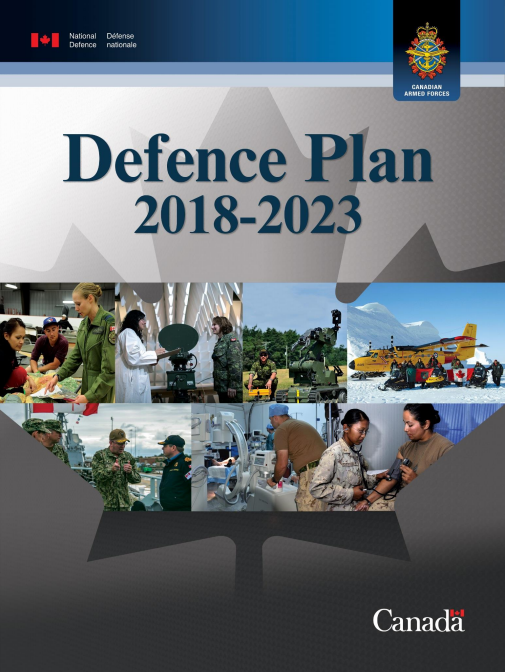 National Défense
Defence nationale
CANADIAN
ARMED FORCES
Defence Plan
2018-2023
Canada